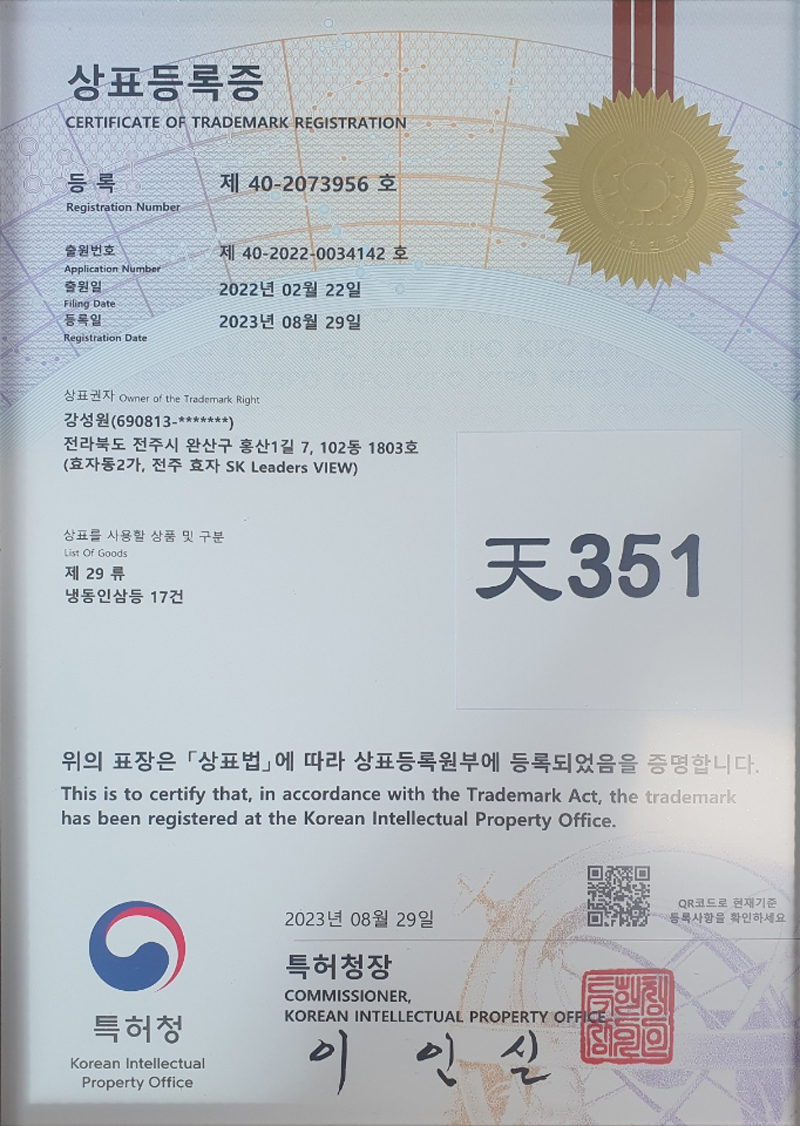 상표등록증
CERTIFICATE OF TRADEMARK REGISTRATION
등 록 제 40-2073956 호
Registration Number
출원번호 제 40-2022-0034142 호
Application Number
출원일 2022년 02월 22일
Filing Date
등록일 2023년 08월 29일
Registration Date
상표권자 Owner of the Trademark Right
강성원(690813-*******)
전라북도 전주시 완산구 홍산1길 7, 102동 1803호
(효자동2가, 전주 효자 SK Leaders VIEW)
상표를 사용할 상품 및 구분
List Of Goods
제 29 류
냉동인삼등 17건
天351
위의 표장은 「상표법」에 따라 상표등록원부에 등록되었음을 증명합니다.
This is to certify that, in accordance with the Trademark Act, the trademark
has been registered at the Korean Intellectual Property Office.
QR코드로 현재기준
등록사항을 확인하세요
2023년 08월 29일
특허청장
COMMISSIONER,
KOREAN INTELLECTUAL PROPERTY OFFICE
이 인 실
특허청
Korean Intellectual
Property Office